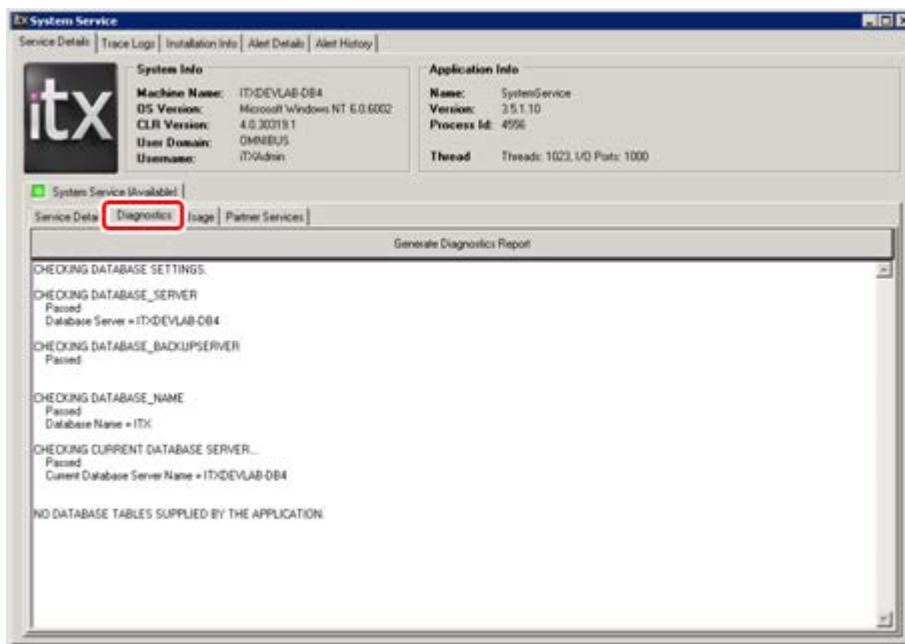 itx System Service
Service Details Trace Logs Installation Info Alert Details Alert History
itx
System Info
Machine Name: ITXDEVLAB-DB4
OS Version: Microsoft Windows NT 6.0.6002
CLR Version: 4.0.30319.1
User Domain: OMNIBUS
Username: iTXAdmin
Application Info
Name: SystemService
Version: 3.5.1.10
Process Id: 4556
Thread Threads: 1023, I/O Ports: 1000
System Service (Available)
Service Detai Diagnostics Usage Partner Services
Generate Diagnostics Report
CHECKING DATABASE SETTINGS.
CHECKING DATABASE_SERVER
Passed
Database Server = ITXDEVLAB-DB4
CHECKING DATABASE_BACKUPSERVER
Passed
CHECKING DATABASE_NAME
Passed
Database Name = ITX
CHECKING CURRENT DATABASE SERVER...
Passed
Current Database Server Name = ITXDEVLAB-DB4
NO DATABASE TABLES SUPPLIED BY THE APPLICATION.